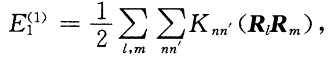 $E_1^{(1)} = \frac{1}{2} \sum_{l,m} \sum_{nn'} K_{nn'}(\boldsymbol{R}_l \boldsymbol{R}_m),$